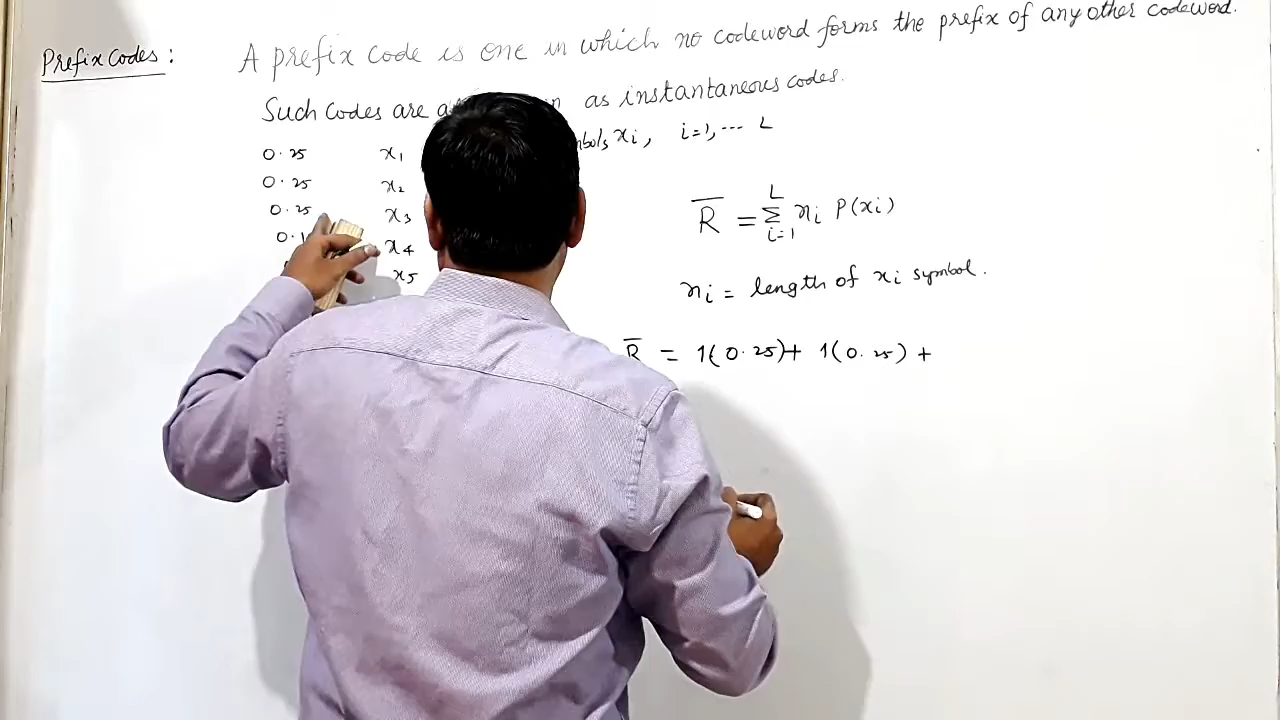 Prefix Codes : A prefix code is one in which no codeword forms the prefix of any other codeword.
Such Codes are as instantaneous codes.
xi, i=1, ... L
0.25 x1
0.25 x2
0.25 x3
x4
x5
R̅ = Σ_{i=1}^{L} ni P(xi)
ni = length of xi symbol.
R̅ = 1(0.25)+ 1(0.25) +